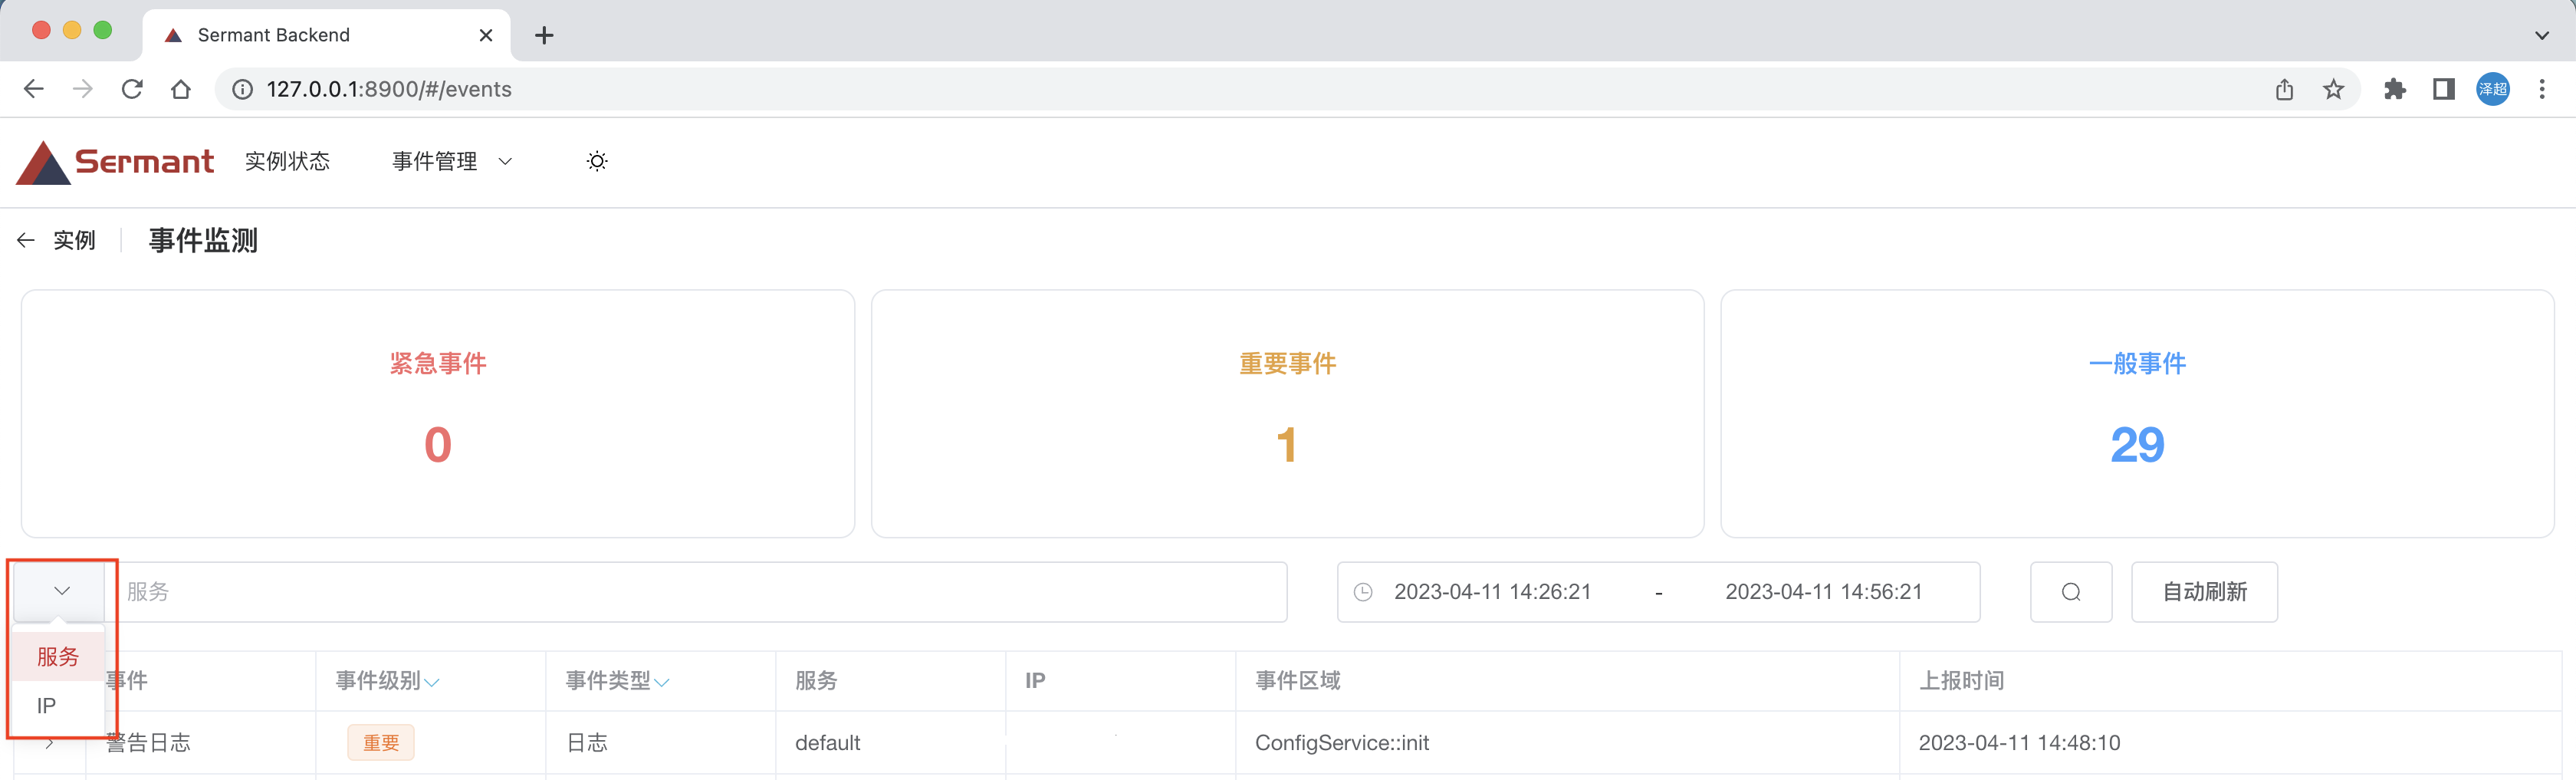 Sermant Backend
127.0.0.1:8900/#/events
泽超
Sermant
实例状态
事件管理
实例
事件监测
紧急事件
重要事件
一般事件
0
1
29
服务
2023-04-11 14:26:21 - 2023-04-11 14:56:21
自动刷新
服务
IP
事件
事件级别
事件类型
服务
IP
事件区域
上报时间
警告日志
重要
日志
default
ConfigService::init
2023-04-11 14:48:10